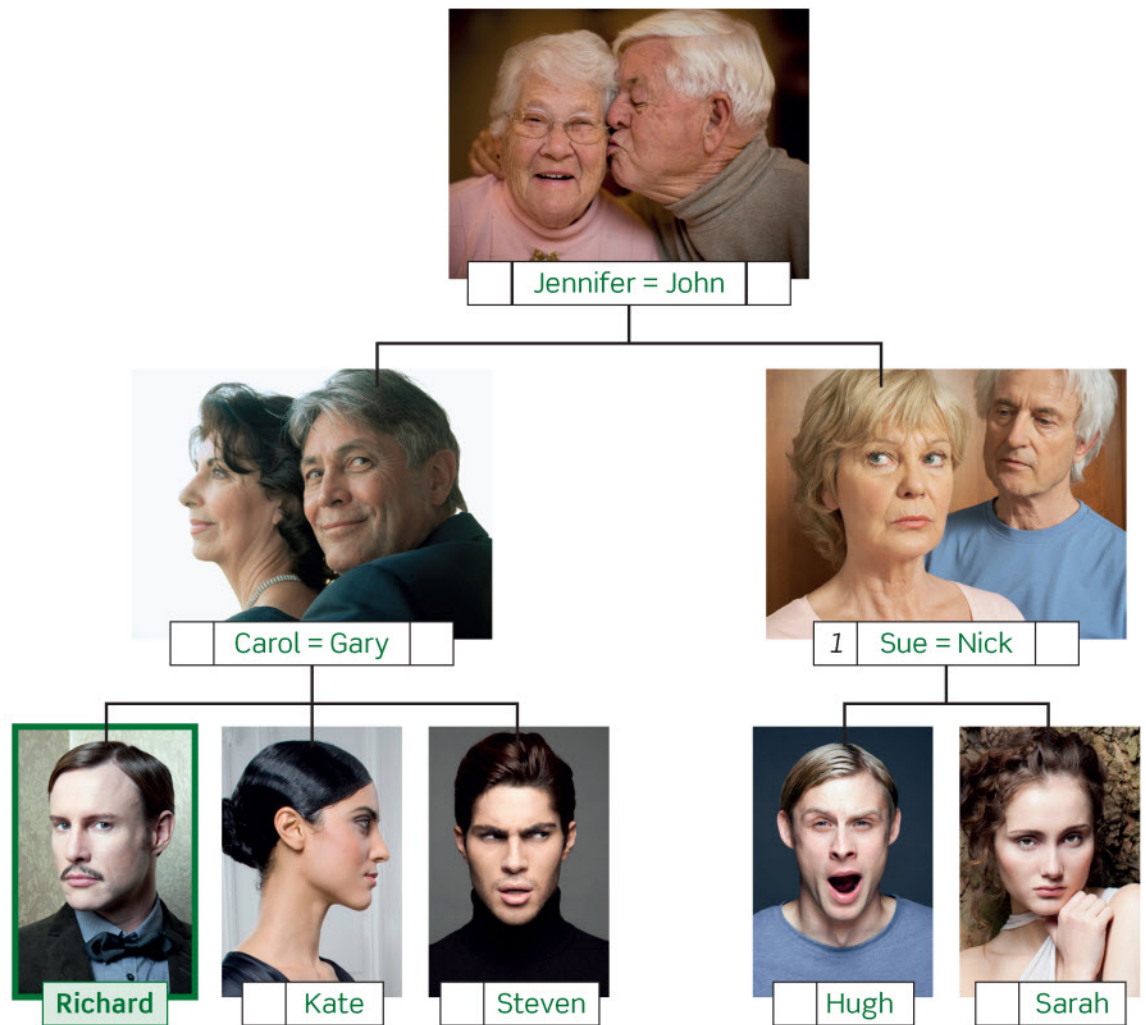 Jennifer = John
Carol = Gary
1 Sue = Nick
Richard
Kate
Steven
Hugh
Sarah